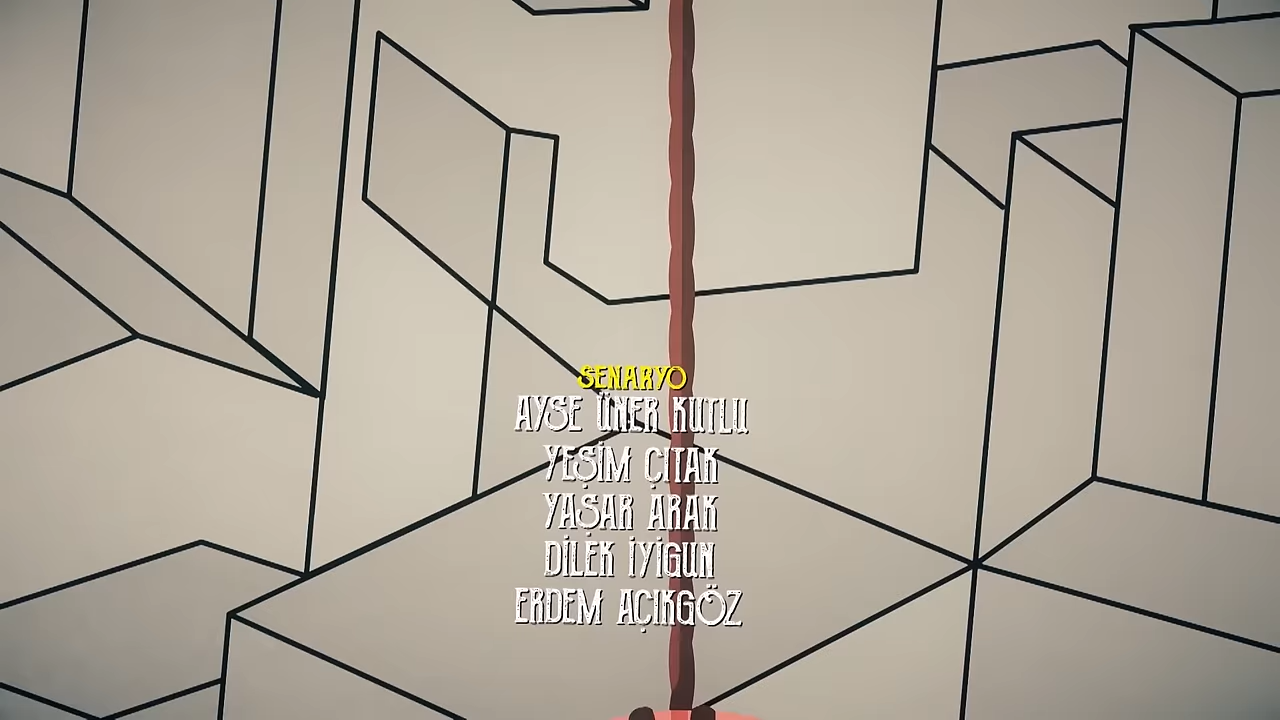 SENARYO
AYSE ÜNER KUTLU
YEŞİM ÇITAK
YAŞAR ARAK
DİLEK İYİGUN
ERDEM AÇIKGÖZ